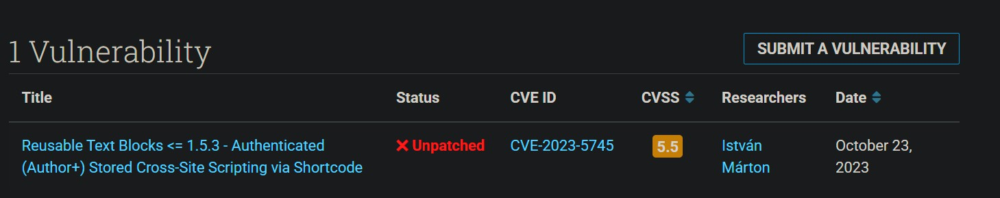 1 Vulnerability
SUBMIT A VULNERABILITY
Title Status CVE ID CVSS Researchers Date
Reusable Text Blocks <= 1.5.3 - Authenticated Unpatched CVE-2023-5745 5.5 István October 23,
(Author+) Stored Cross-Site Scripting via Shortcode Márton 2023